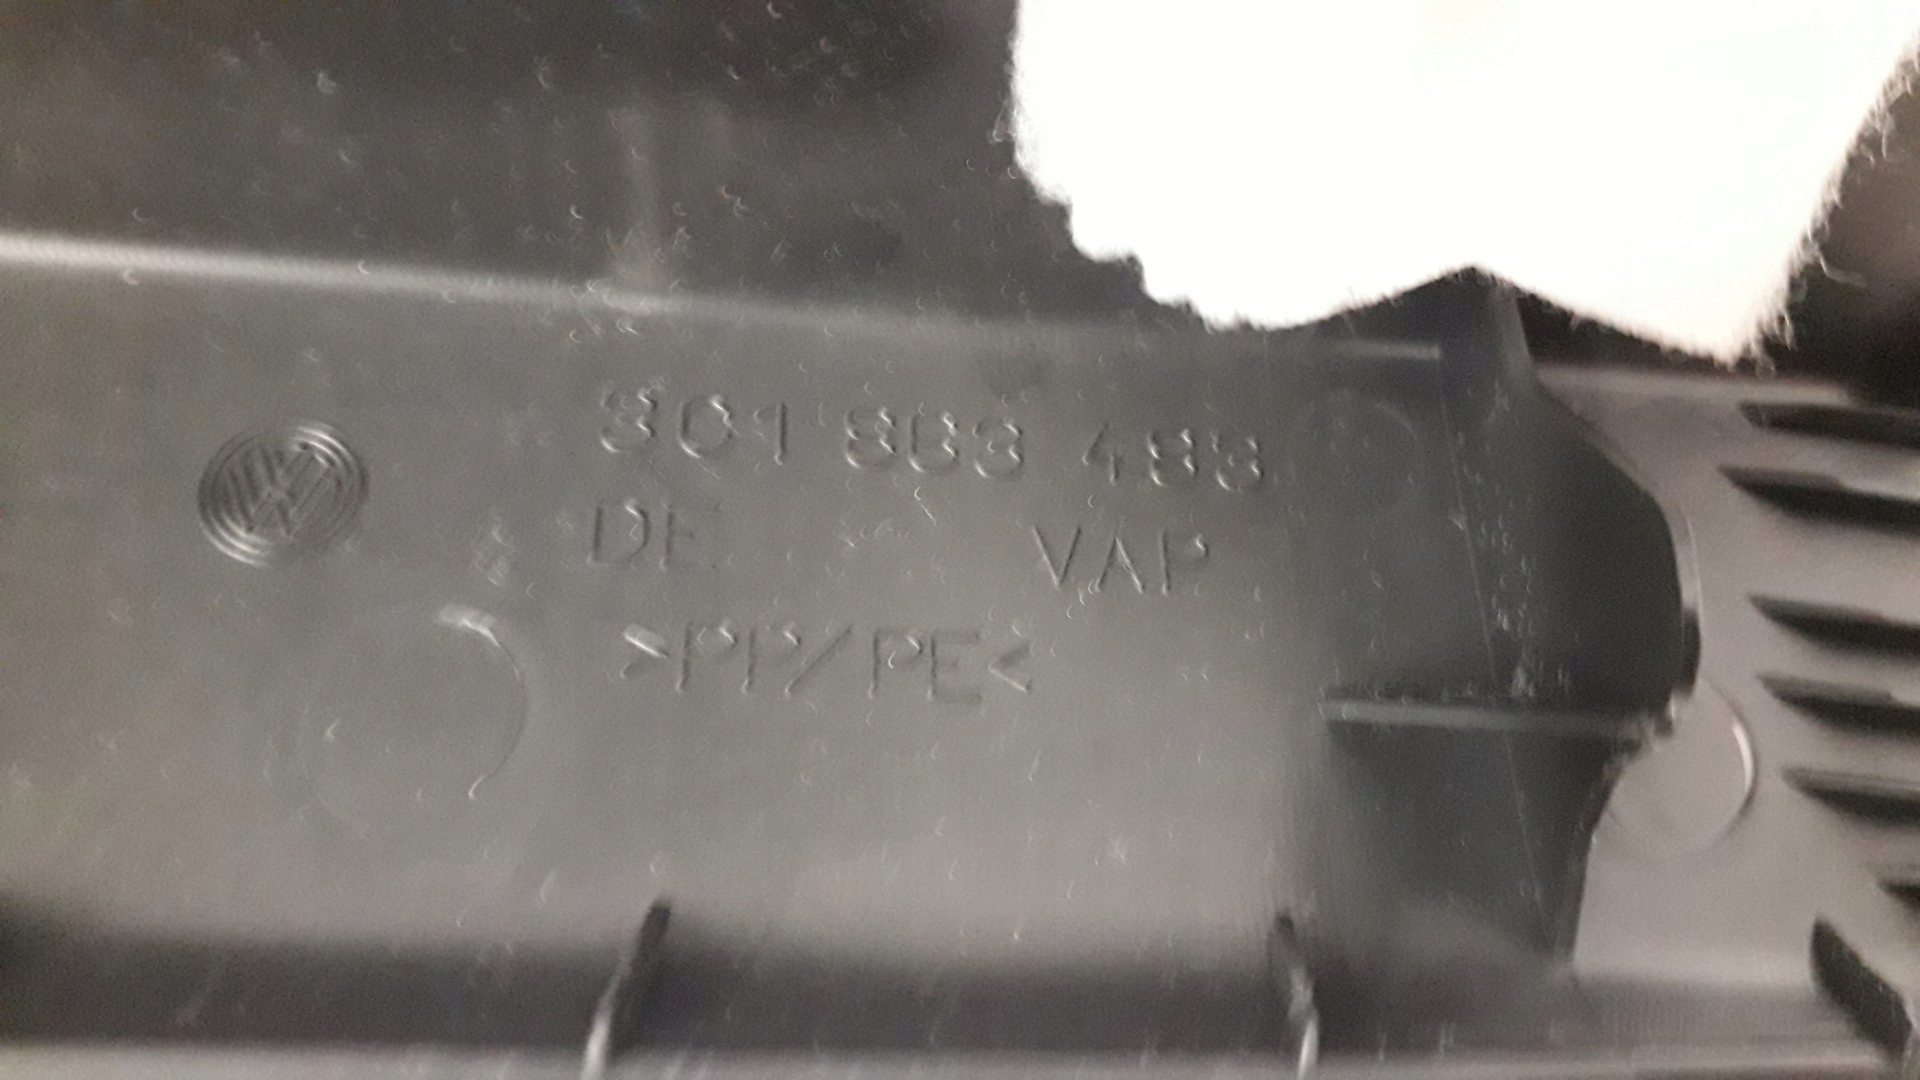 3C1 863 483
DE VAP
>PP/PE<